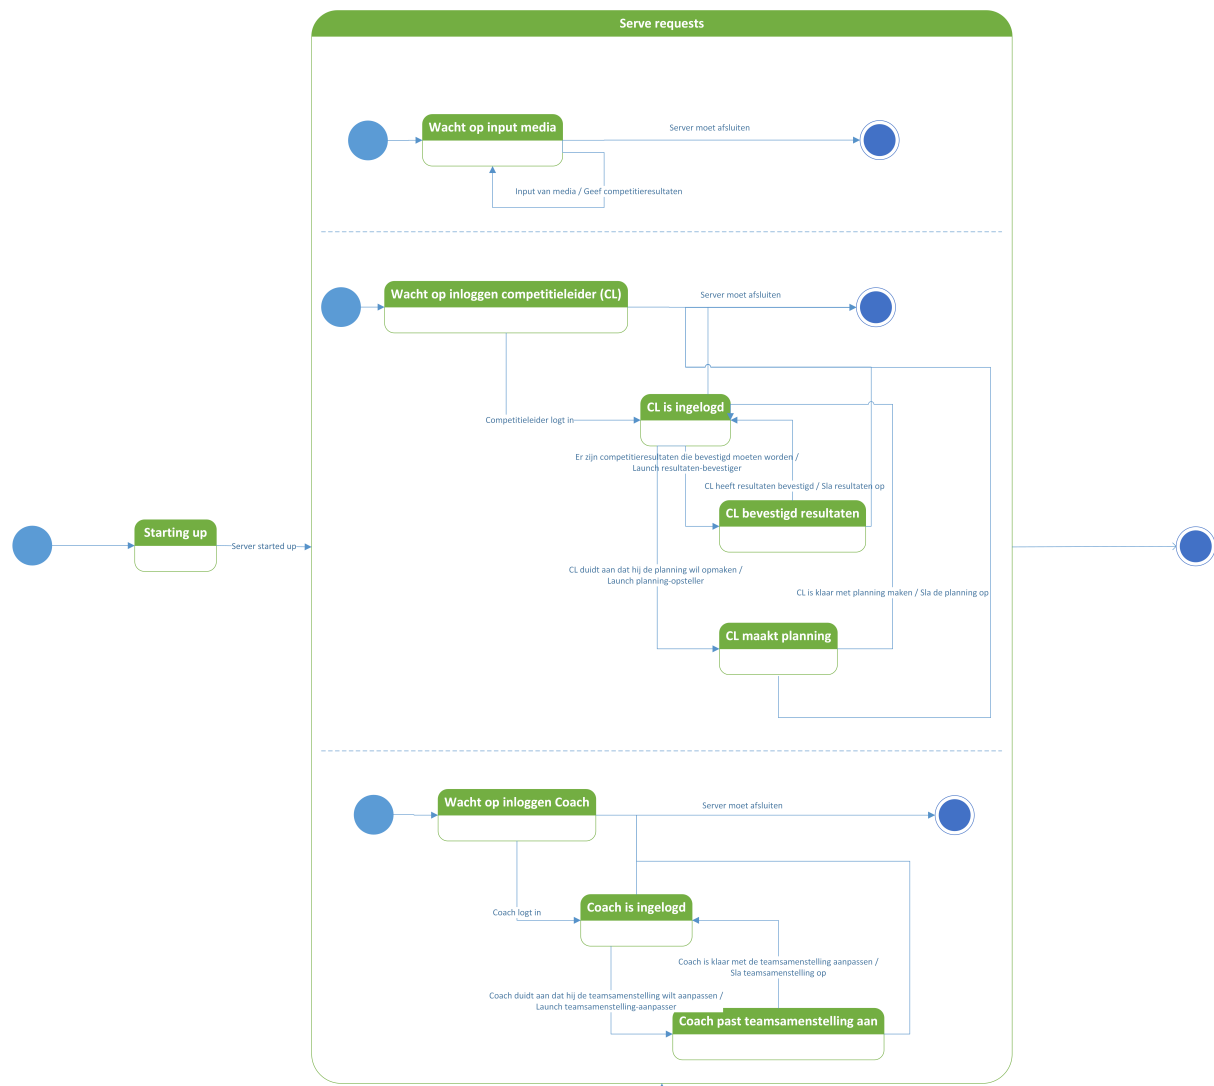 Serve requests
Wacht op input media
Server moet afsluiten
Input van media / Geef competitieresultaten
Wacht op inloggen competitieleider (CL)
Server moet afsluiten
CL is ingelogd
Competitieleider logt in
Er zijn competitieresultaten die bevestigd moeten worden /
Launch resultaten-bevestiger
CL heeft resultaten bevestigd / Sla resultaten op
CL bevestigd resultaten
Starting up
Server started up
CL duidt aan dat hij de planning wil opmaken /
Launch planning-opsteller
CL is klaar met planning maken / Sla de planning op
CL maakt planning
Wacht op inloggen Coach
Server moet afsluiten
Coach is ingelogd
Coach logt in
Coach is klaar met de teamsamenstelling aanpassen /
Sla teamsamenstelling op
Coach duidt aan dat hij de teamsamenstelling wilt aanpassen /
Launch teamsamenstelling-aanpasser
Coach past teamsamenstelling aan